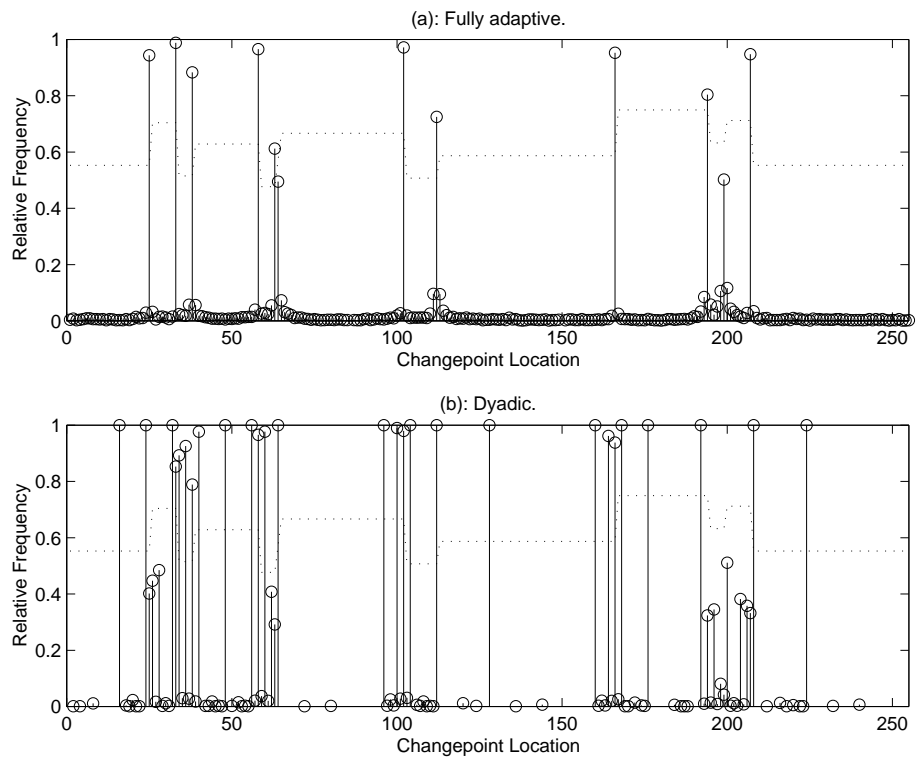 (a): Fully adaptive.
1
0.8
0.6
0.4
0.2
0
Relative Frequency
0 50 100 150 200 250
Changepoint Location
(b): Dyadic.
1
0.8
0.6
0.4
0.2
0
Relative Frequency
0 50 100 150 200 250
Changepoint Location